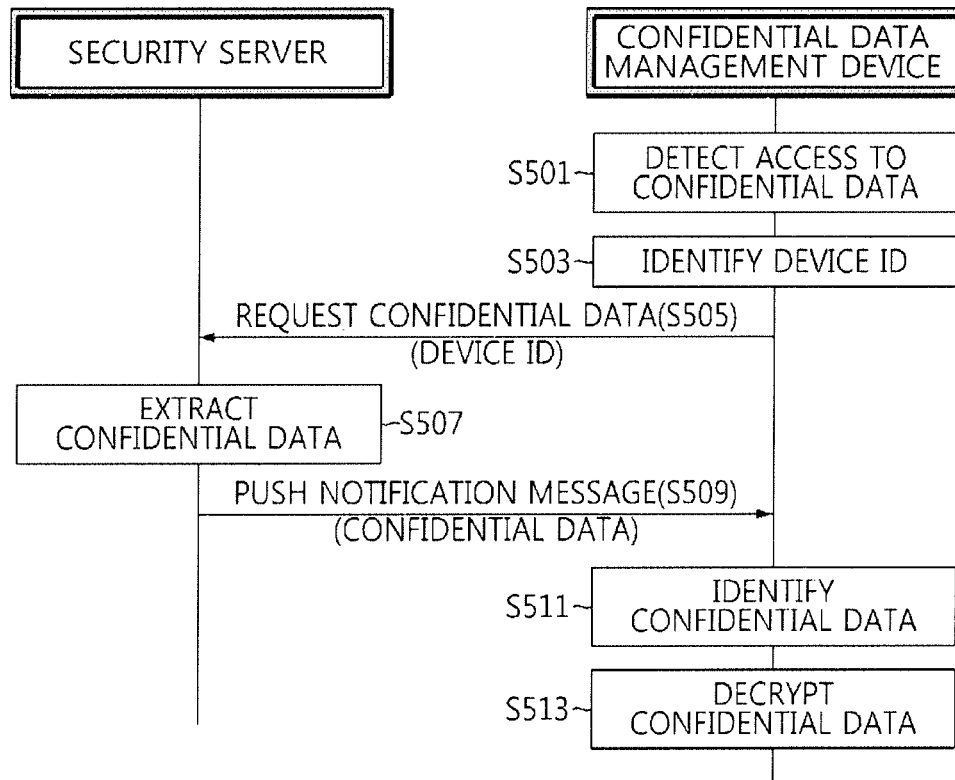 SECURITY SERVER
CONFIDENTIAL DATA
MANAGEMENT DEVICE
S501
DETECT ACCESS TO
CONFIDENTIAL DATA
S503
IDENTIFY DEVICE ID
REQUEST CONFIDENTIAL DATA(S505)
(DEVICE ID)
EXTRACT
CONFIDENTIAL DATA
S507
PUSH NOTIFICATION MESSAGE(S509)
(CONFIDENTIAL DATA)
S511
IDENTIFY
CONFIDENTIAL DATA
S513
DECRYPT
CONFIDENTIAL DATA